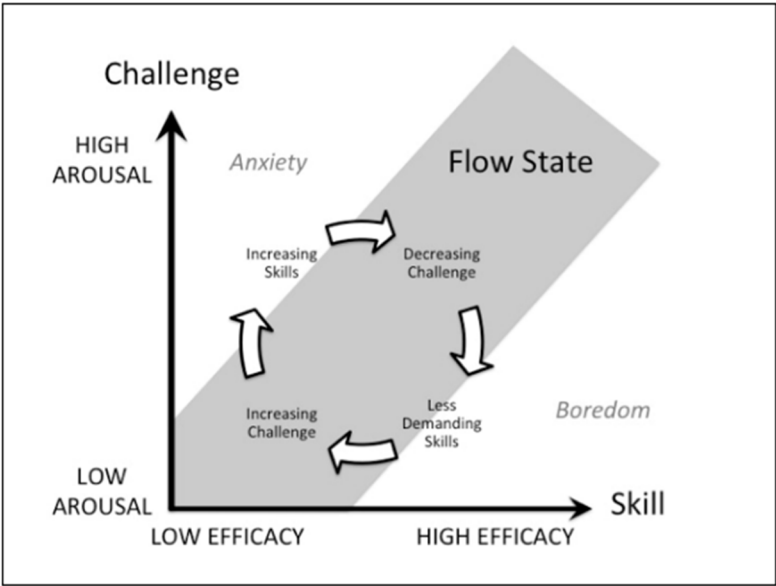 Challenge
HIGH
AROUSAL
Anxiety
Flow State
Increasing
Skills
Decreasing
Challenge
Increasing
Challenge
Less
Demanding
Skills
Boredom
LOW
AROUSAL
Skill
LOW EFFICACY
HIGH EFFICACY